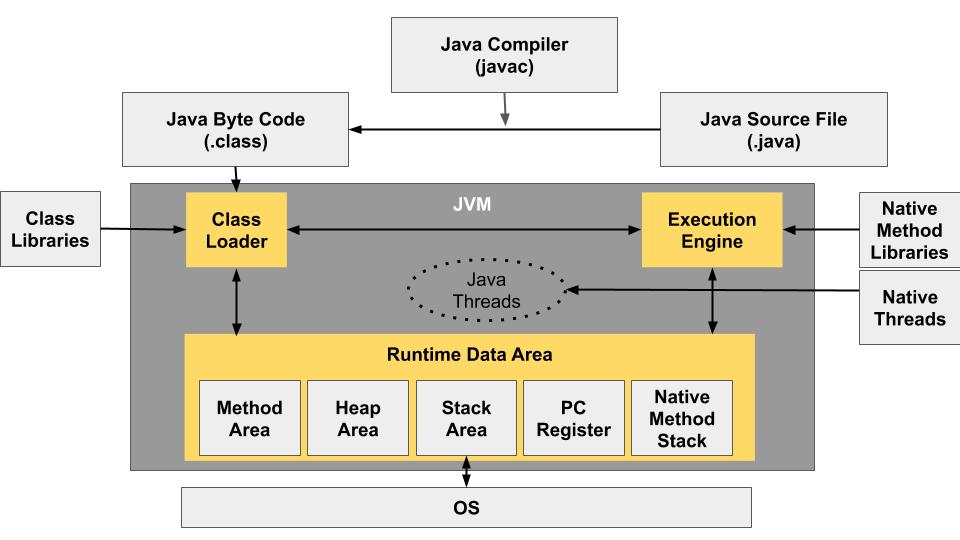 Java Compiler
(javac)
Java Byte Code
(.class)
Java Source File
(.java)
JVM
Class
Libraries
Class
Loader
Execution
Engine
Native
Method
Libraries
Java
Threads
Native
Threads
Runtime Data Area
Method
Area
Heap
Area
Stack
Area
PC
Register
Native
Method
Stack
OS